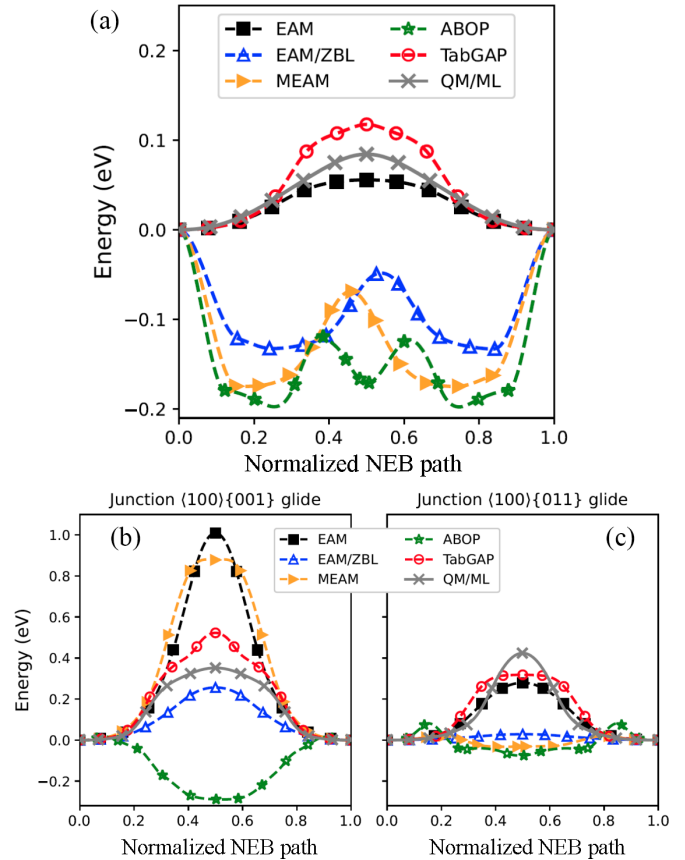 (a)
EAM
EAM/ZBL
MEAM
ABOP
TabGAP
QM/ML
0.2
0.1
0.0
−0.1
−0.2
Energy (eV)
0.0 0.2 0.4 0.6 0.8 1.0
Normalized NEB path
Junction ⟨100⟩{001} glide
Junction ⟨100⟩{011} glide
(b)
(c)
EAM
EAM/ZBL
MEAM
ABOP
TabGAP
QM/ML
1.0
0.8
0.6
0.4
0.2
0.0
−0.2
Energy (eV)
0.0 0.2 0.4 0.6 0.8 1.0
0.0 0.2 0.4 0.6 0.8 1.0
Normalized NEB path
Normalized NEB path